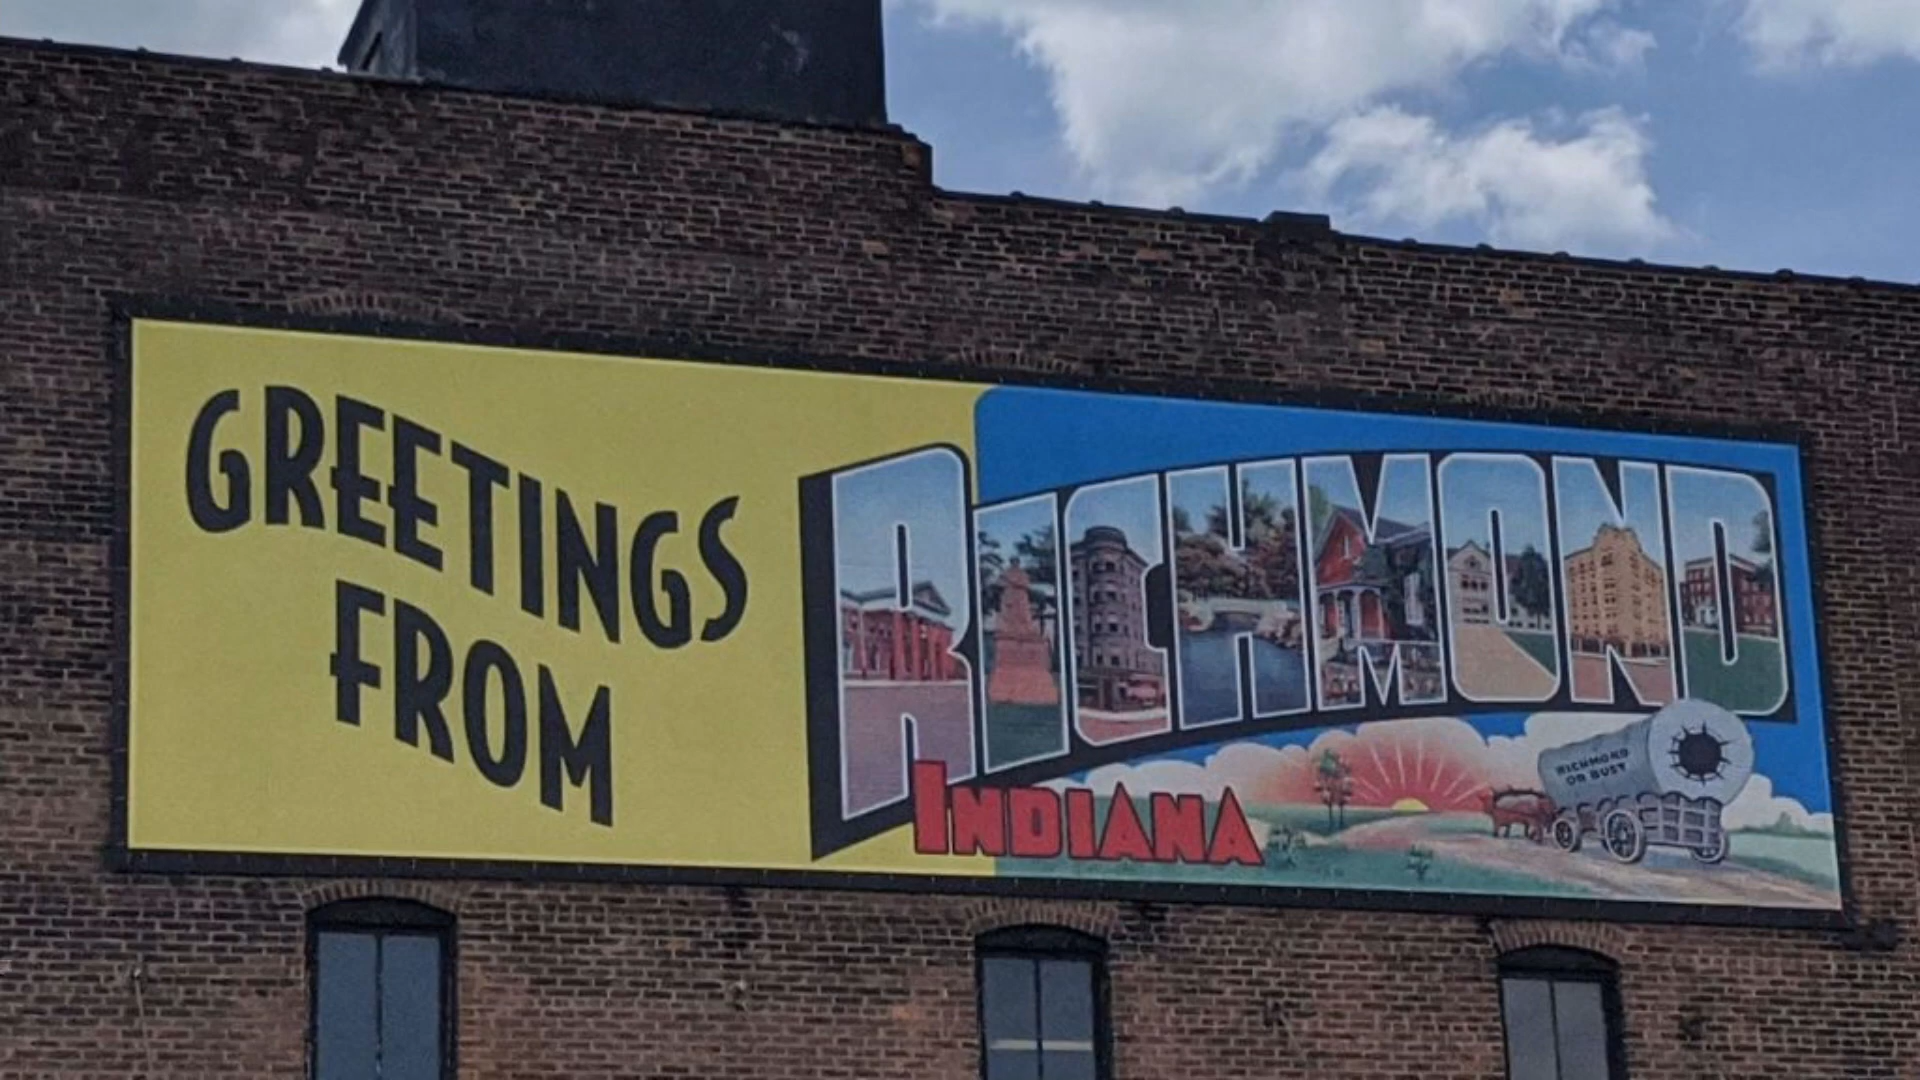 GREETINGS
FROM
RICHMOND
INDIANA
RICHMOND
OR BUST